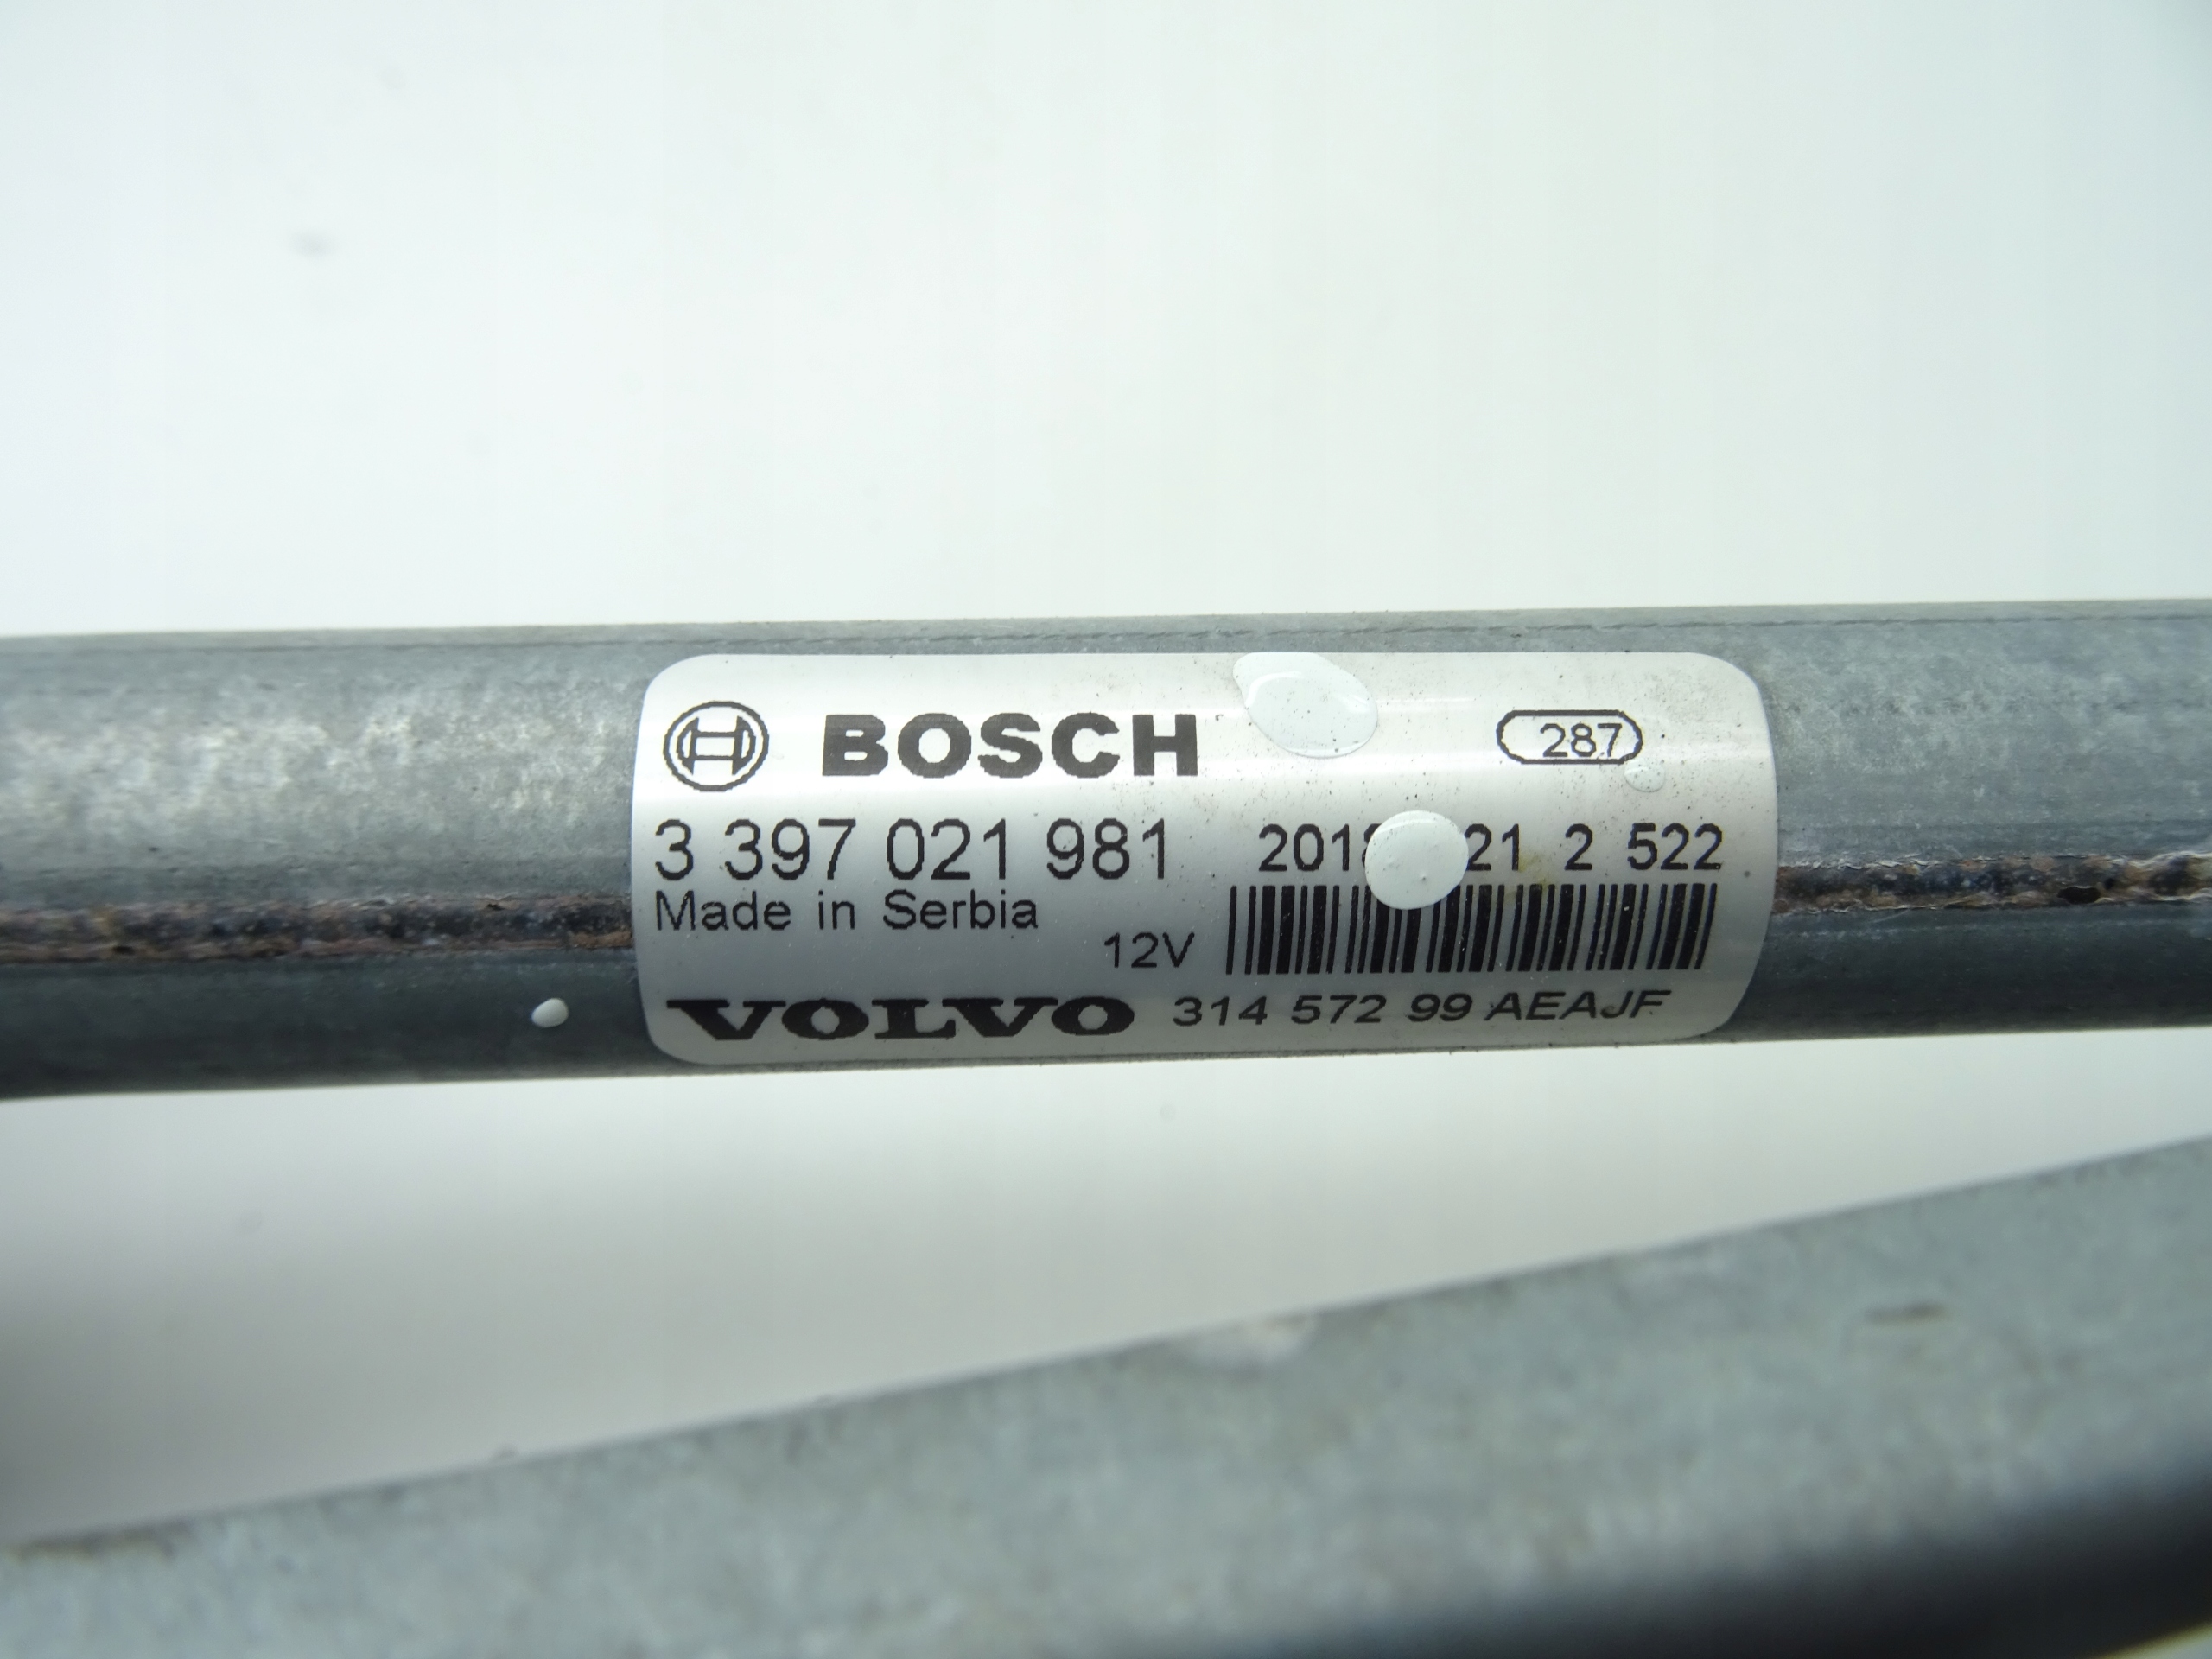 BOSCH 287
3 397 021 981 21 2 522
Made in Serbia
12V
VOLVO 314 572 99 AEAJF